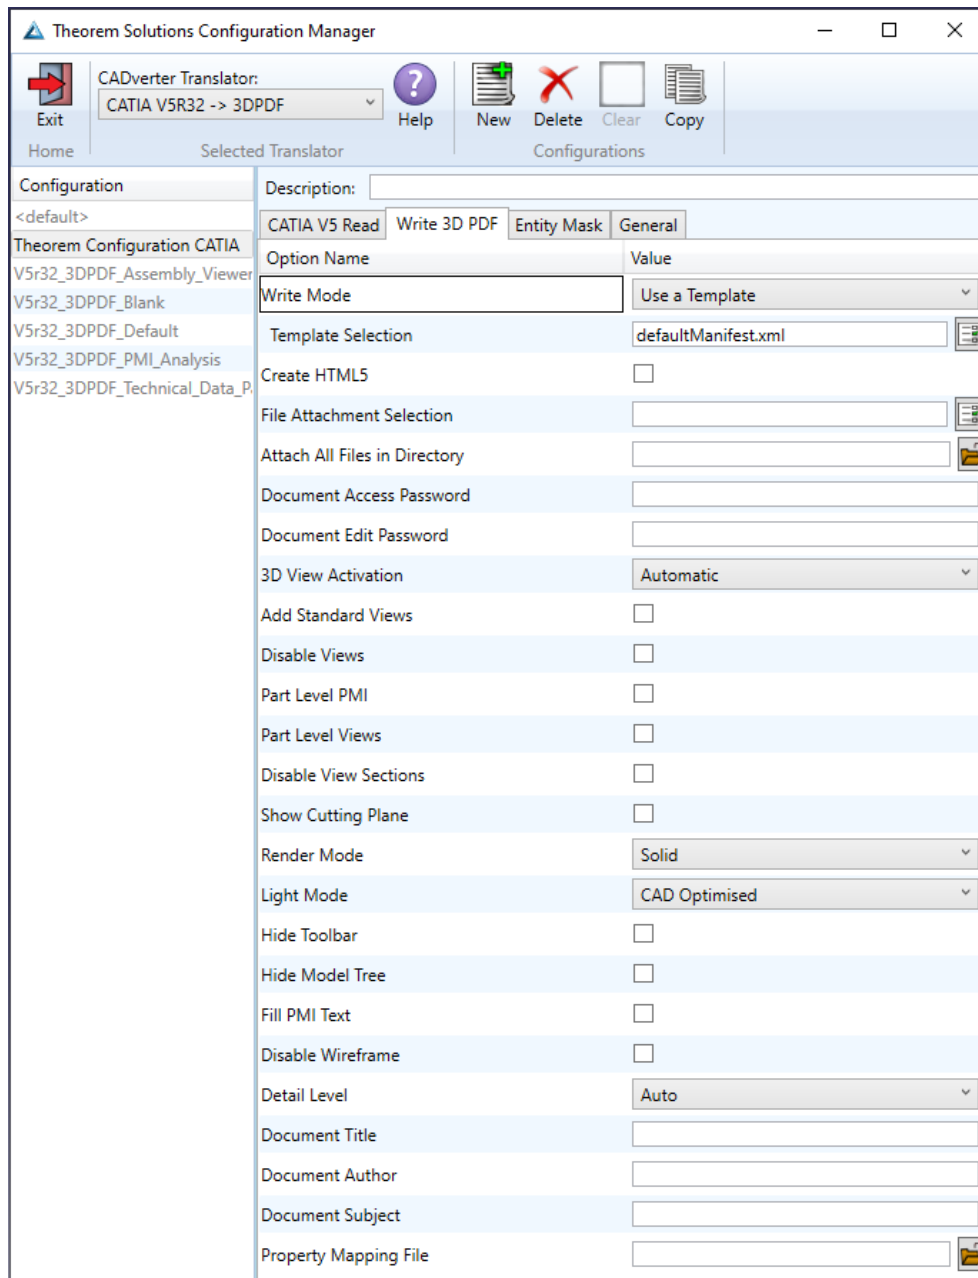 Theorem Solutions Configuration Manager
CADverter Translator:
CATIA V5R32 -> 3DPDF
Exit
Help
New
Delete
Clear
Copy
Home
Selected Translator
Configurations
Configuration
<default>
Theorem Configuration CATIA
V5r32_3DPDF_Assembly_Viewer
V5r32_3DPDF_Blank
V5r32_3DPDF_Default
V5r32_3DPDF_PMI_Analysis
V5r32_3DPDF_Technical_Data_P
Description:
CATIA V5 Read
Write 3D PDF
Entity Mask
General
Option Name Value
Write Mode Use a Template
Template Selection defaultManifest.xml
Create HTML5
File Attachment Selection
Attach All Files in Directory
Document Access Password
Document Edit Password
3D View Activation Automatic
Add Standard Views
Disable Views
Part Level PMI
Part Level Views
Disable View Sections
Show Cutting Plane
Render Mode Solid
Light Mode CAD Optimised
Hide Toolbar
Hide Model Tree
Fill PMI Text
Disable Wireframe
Detail Level Auto
Document Title
Document Author
Document Subject
Property Mapping File